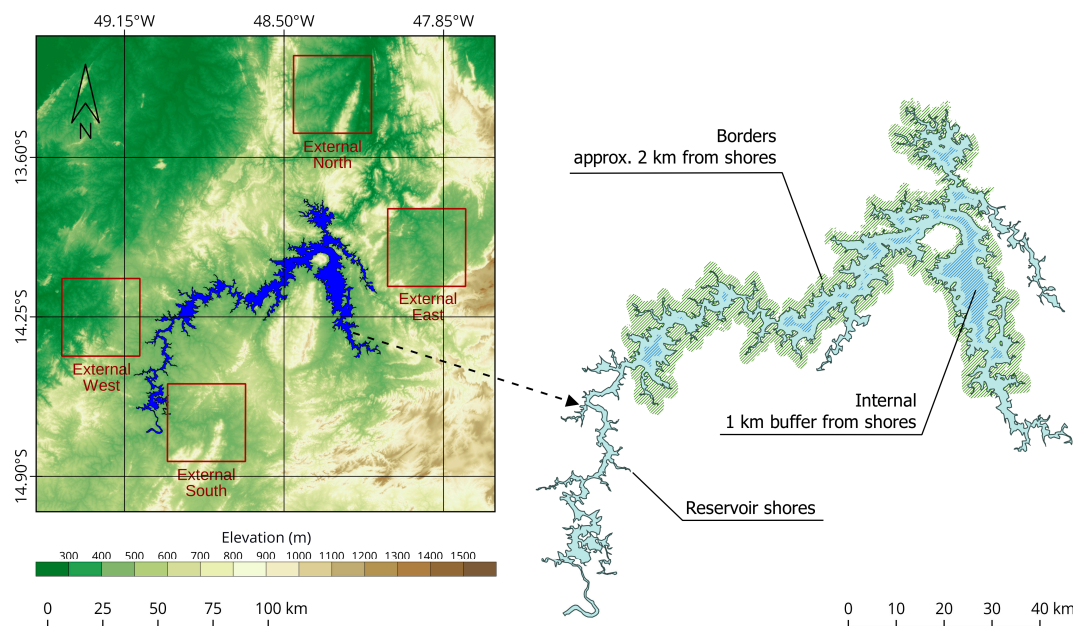 49.15°W 48.50°W 47.85°W
13.60°S
14.25°S
14.90°S
N
External
North
External
East
External
West
External
South
Elevation (m)
300 400 500 600 700 800 900 1000 1100 1200 1300 1400 1500
0 25 50 75 100 km
Borders
approx. 2 km from shores
Internal
1 km buffer from shores
Reservoir shores
0 10 20 30 40 km